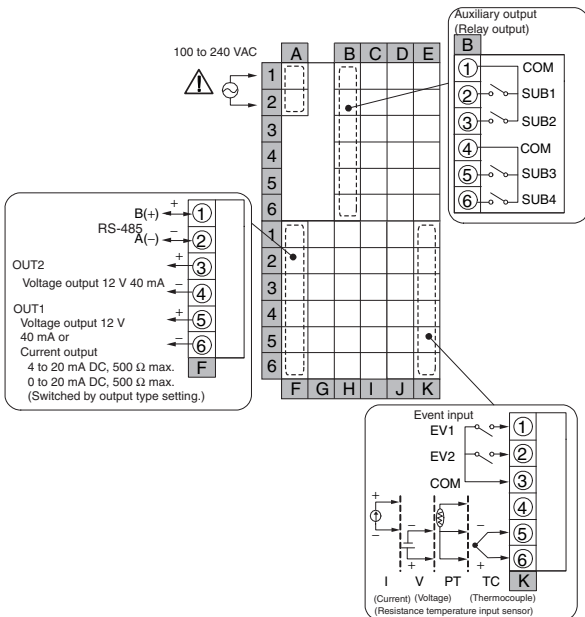 Auxiliary output
(Relay output)
B
1 COM
2 SUB1
3 SUB2
4 COM
5 SUB3
6 SUB4
100 to 240 VAC
A B C D E
1
2
3
4
5
6
1
2
3
4
5
6
F G H I J K
B(+) + 1
RS-485
A(−) − 2
OUT2 + 3
Voltage output 12 V 40 mA − 4
OUT1 + 5
Voltage output 12 V
40 mA or − 6
Current output
4 to 20 mA DC, 500 Ω max.
0 to 20 mA DC, 500 Ω max.
(Switched by output type setting.)
F
Event input
EV1 1
EV2 2
COM 3
4
+ − − 5
− + + 6
I V PT TC K
(Current) (Voltage) (Thermocouple)
(Resistance temperature input sensor)